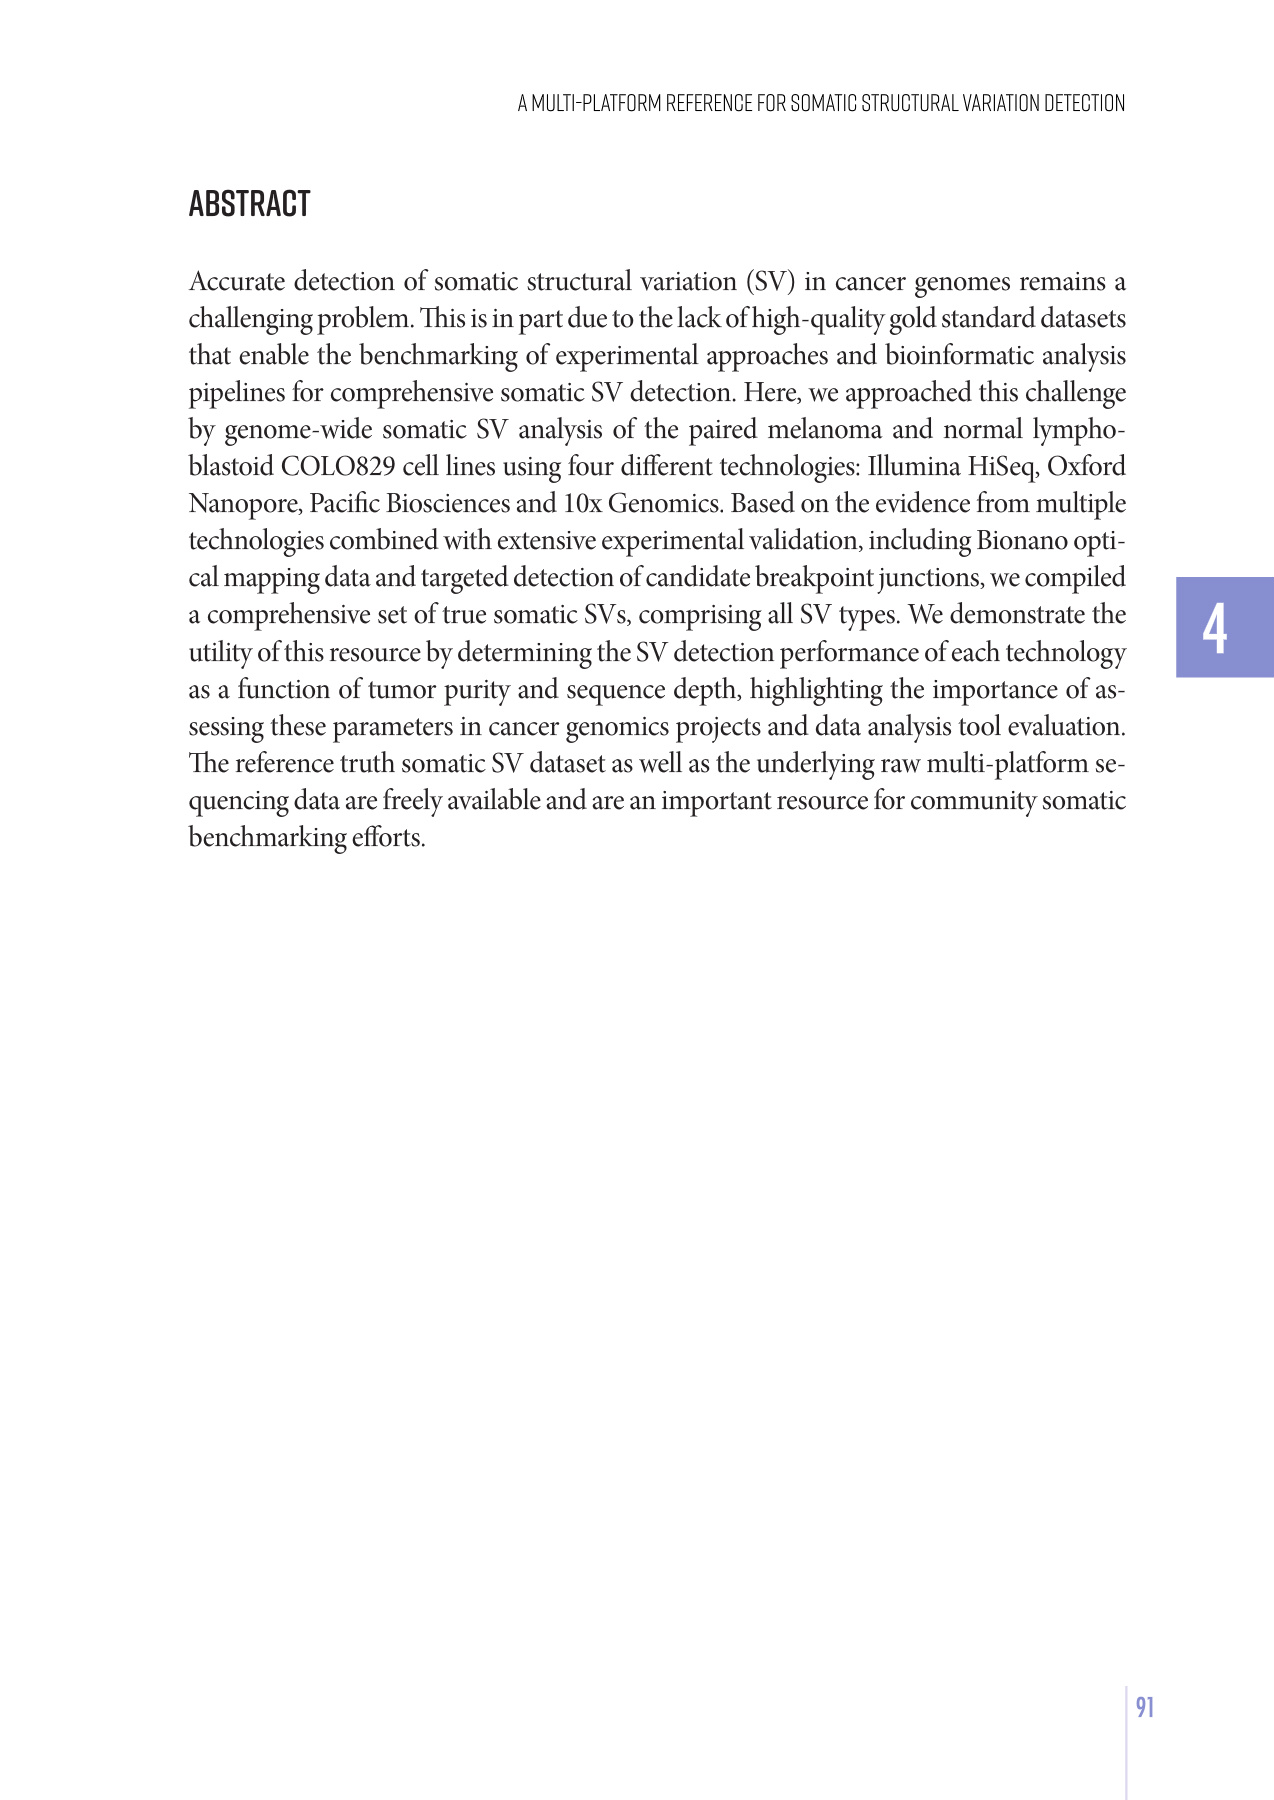 A MULTI-PLATFORM REFERENCE FOR SOMATIC STRUCTURAL VARIATION DETECTION
ABSTRACT
Accurate detection of somatic structural variation (SV) in cancer genomes remains a
challenging problem. This is in part due to the lack of high-quality gold standard datasets
that enable the benchmarking of experimental approaches and bioinformatic analysis
pipelines for comprehensive somatic SV detection. Here, we approached this challenge
by genome-wide somatic SV analysis of the paired melanoma and normal lympho-
blastoid COLO829 cell lines using four different technologies: Illumina HiSeq, Oxford
Nanopore, Pacific Biosciences and 10x Genomics. Based on the evidence from multiple
technologies combined with extensive experimental validation, including Bionano opti-
cal mapping data and targeted detection of candidate breakpoint junctions, we compiled
a comprehensive set of true somatic SVs, comprising all SV types. We demonstrate the
utility of this resource by determining the SV detection performance of each technology
as a function of tumor purity and sequence depth, highlighting the importance of as-
sessing these parameters in cancer genomics projects and data analysis tool evaluation.
The reference truth somatic SV dataset as well as the underlying raw multi-platform se-
quencing data are freely available and are an important resource for community somatic
benchmarking efforts.
4
91